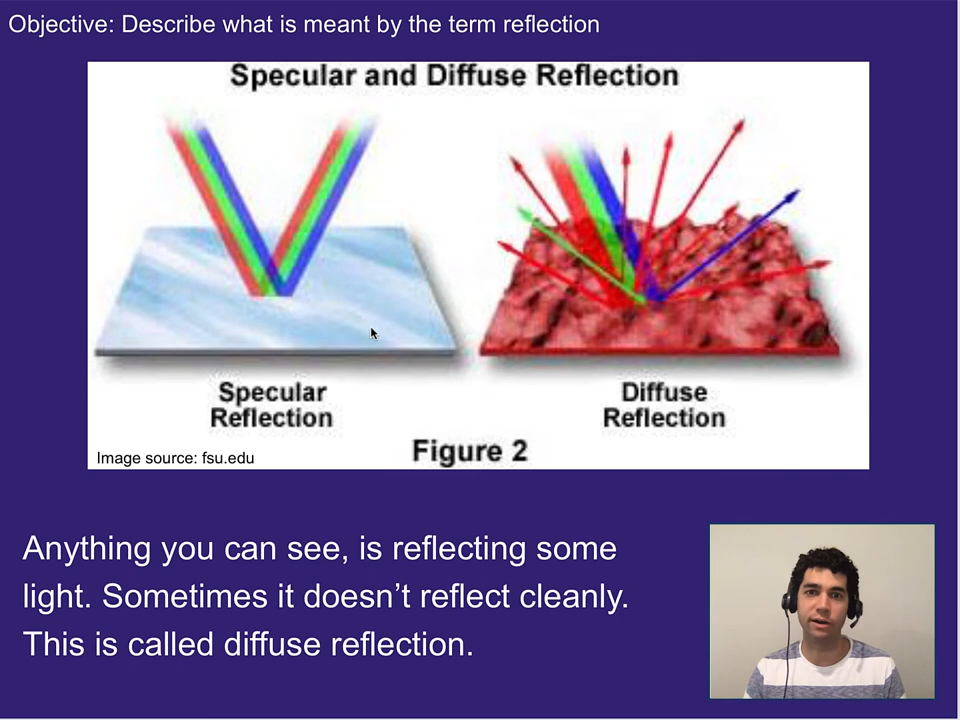 Objective: Describe what is meant by the term reflection
Specular and Diffuse Reflection
Specular
Reflection
Diffuse
Reflection
Image source: fsu.edu
Figure 2
Anything you can see, is reflecting some
light. Sometimes it doesn’t reflect cleanly.
This is called diffuse reflection.